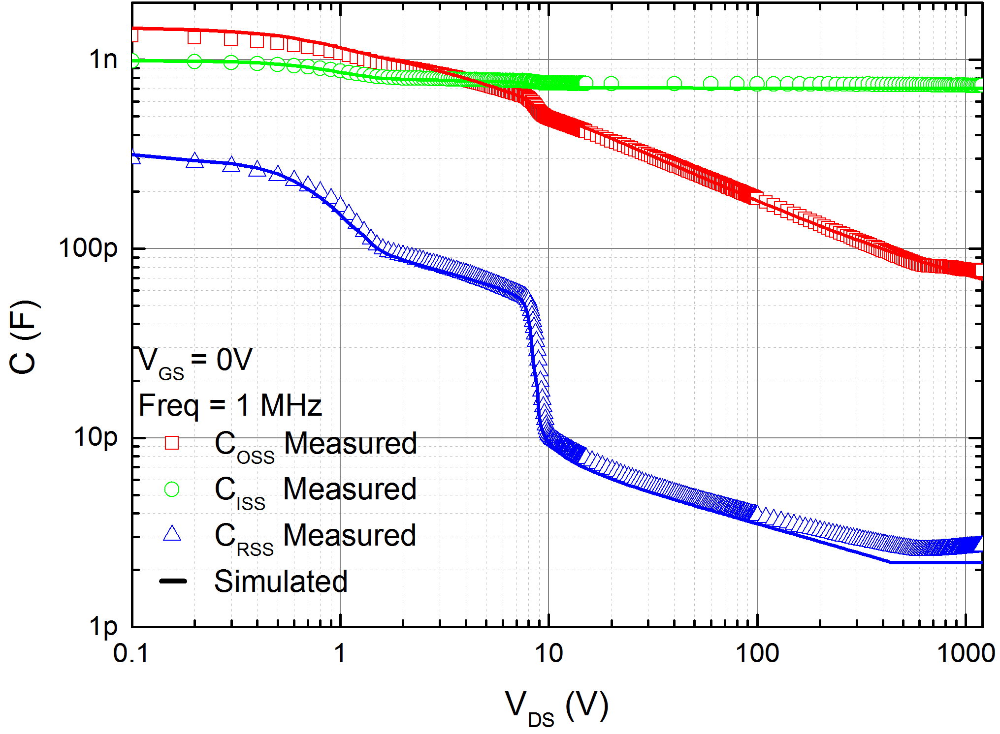 1n
100p
10p
1p
C (F)
V_GS = 0V
Freq = 1 MHz
C_OSS Measured
C_ISS Measured
C_RSS Measured
Simulated
0.1 1 10 100 1000
V_DS (V)